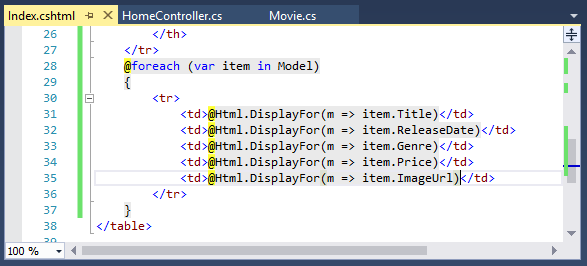 Index.cshtml HomeController.cs Movie.cs
26 </th>
27 </tr>
28 @foreach (var item in Model)
29 {
30 <tr>
31 <td>@Html.DisplayFor(m => item.Title)</td>
32 <td>@Html.DisplayFor(m => item.ReleaseDate)</td>
33 <td>@Html.DisplayFor(m => item.Genre)</td>
34 <td>@Html.DisplayFor(m => item.Price)</td>
35 <td>@Html.DisplayFor(m => item.ImageUrl)</td>
36 </tr>
37 }
38 </table>
39
100 %